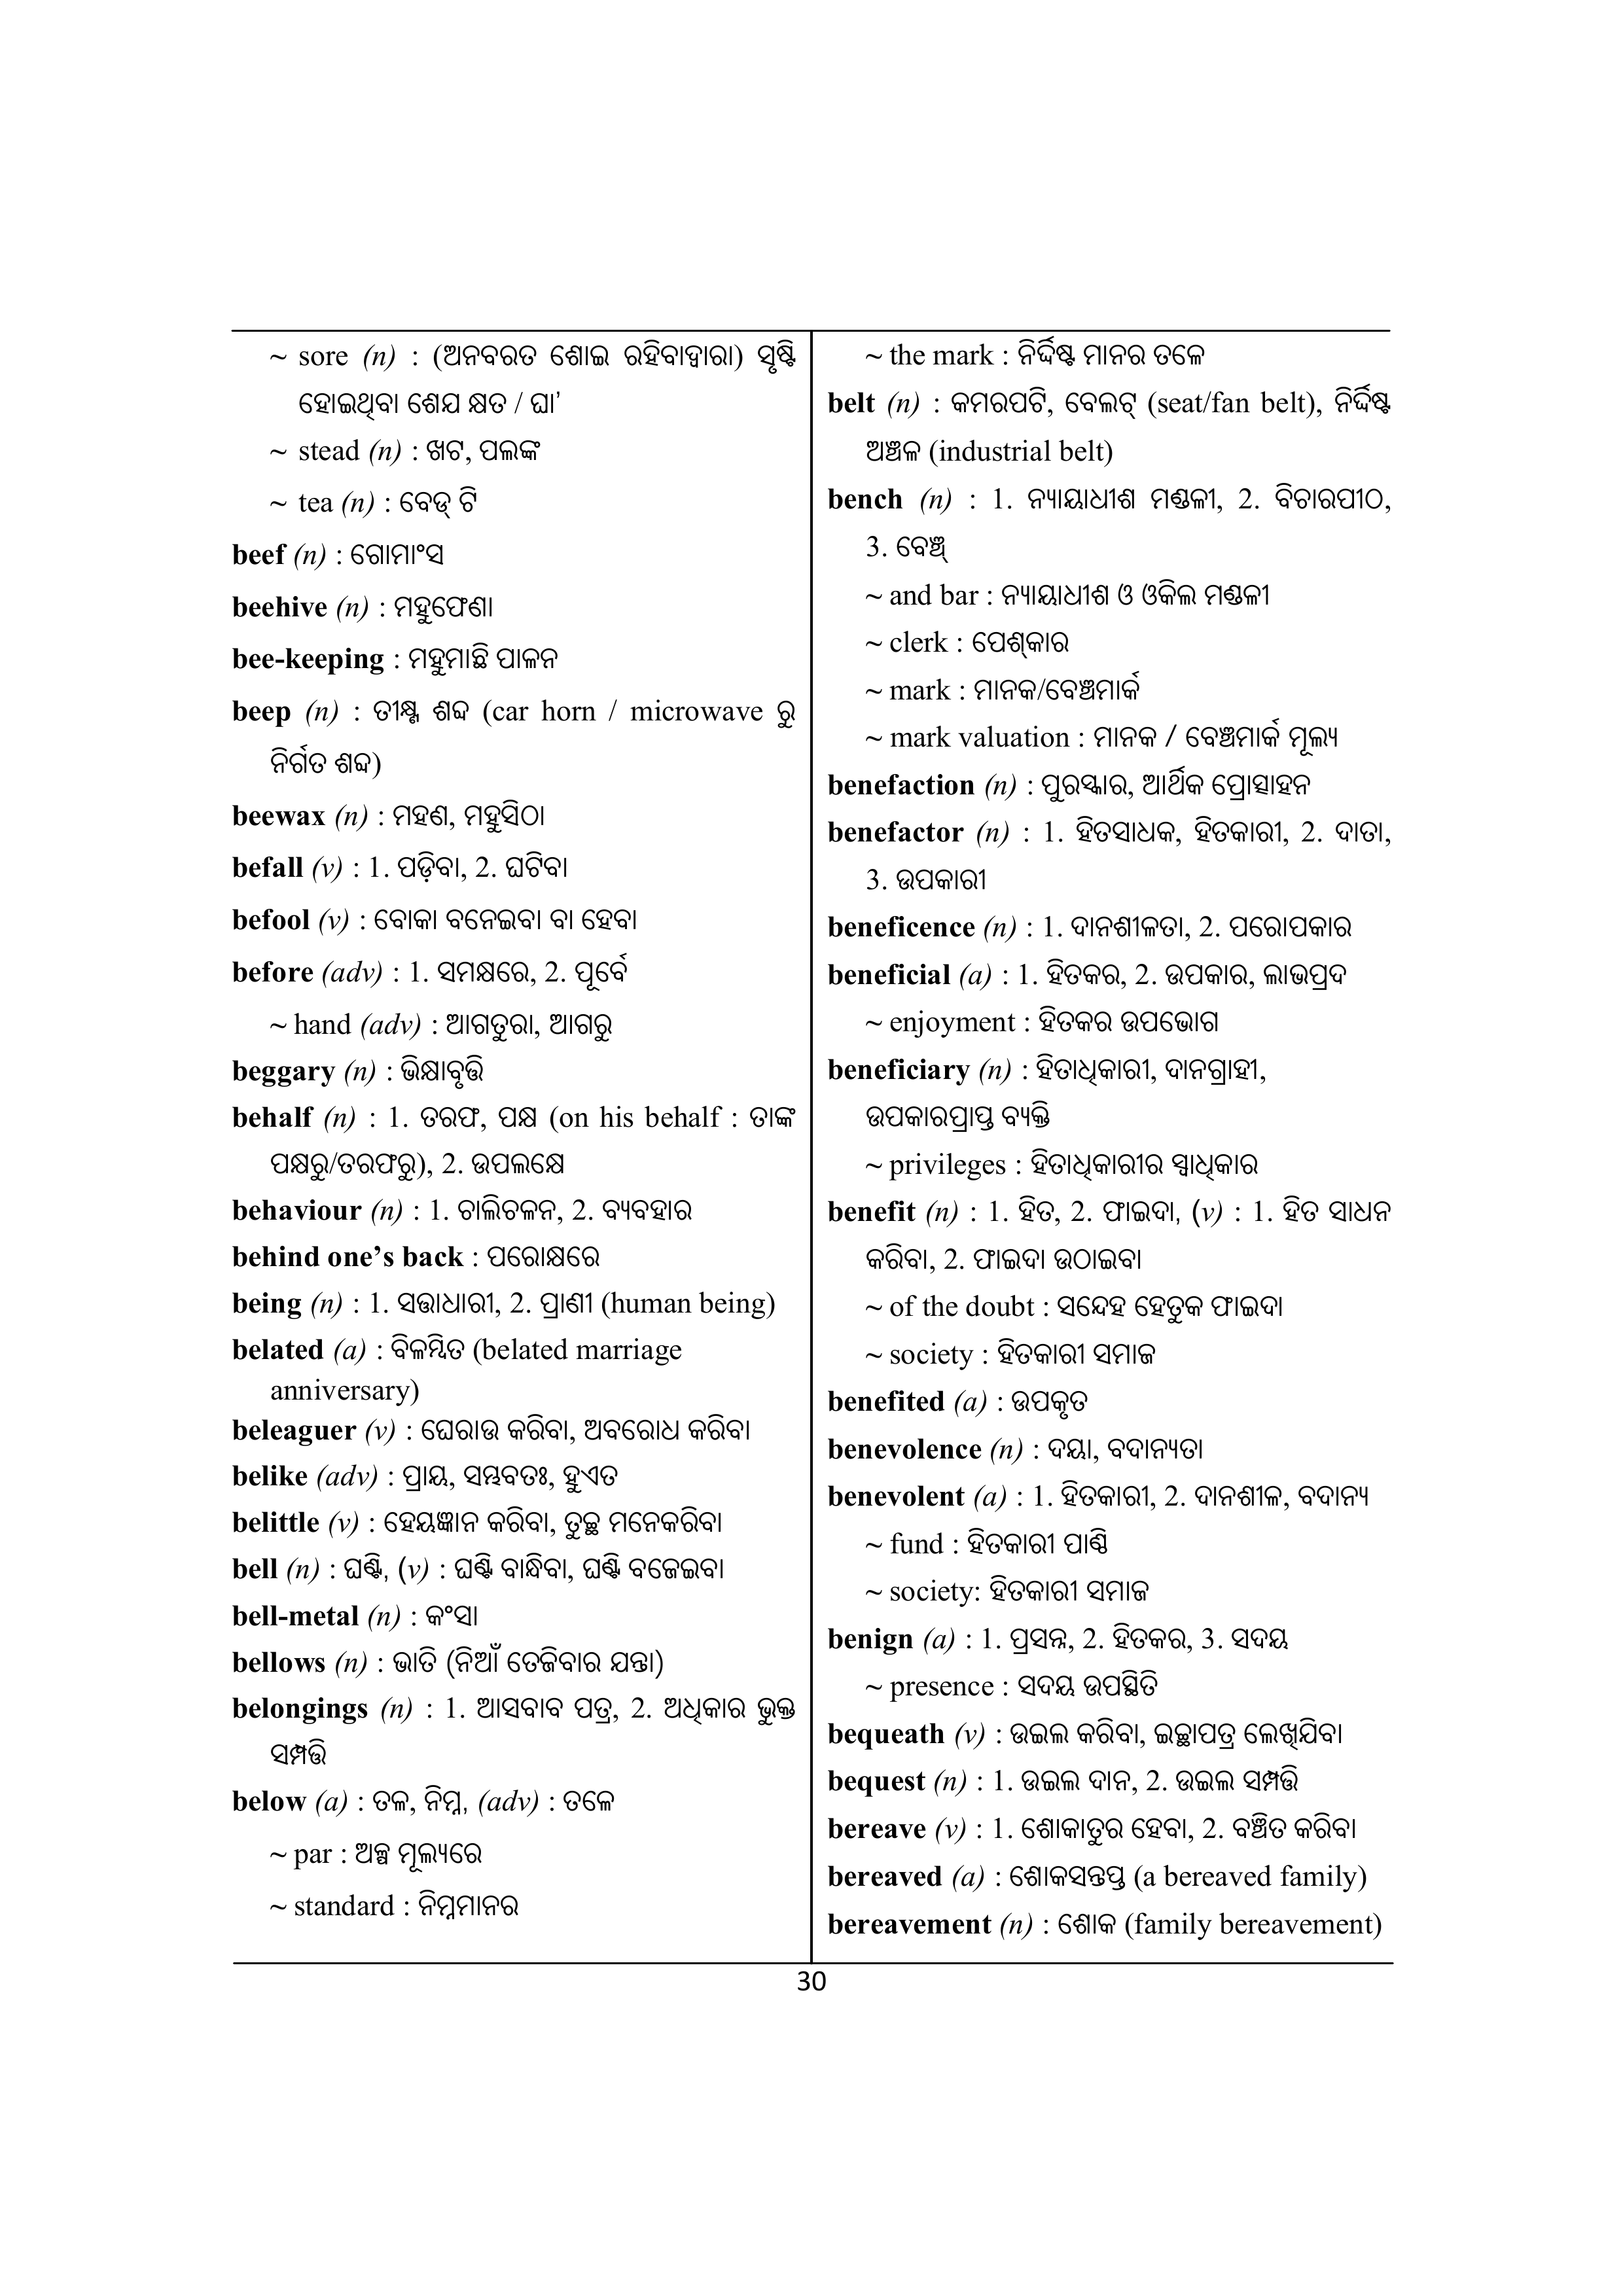 ~ sore (n) : (ଅନବରତ ଶୋଇ ରହିବାଦ୍ୱାରା) ସୃଷ୍ଟି
ହୋଇଥିବା ଶେଯ କ୍ଷତ / ଘା’
~ stead (n) : ଖଟ, ପଲଙ୍କ
~ tea (n) : ବେଡ୍ ଟି
beef (n) : ଗୋମାଂସ
beehive (n) : ମହୁଫେଣା
bee-keeping : ମହୁମାଛି ପାଳନ
beep (n) : ତୀକ୍ଷ୍ଣ ଶବ୍ଦ (car horn / microwave ରୁ
ନିର୍ଗତ ଶବ୍ଦ)
beewax (n) : ମହଣ, ମହୁସିଠା
befall (v) : 1. ପଡ଼ିବା, 2. ଘଟିବା
befool (v) : ବୋକା ବନେଇବା ବା ହେବା
before (adv) : 1. ସମକ୍ଷରେ, 2. ପୂର୍ବେ
~ hand (adv) : ଆଗତୁରା, ଆଗରୁ
beggary (n) : ଭିକ୍ଷାବୃତ୍ତି
behalf (n) : 1. ତରଫ, ପକ୍ଷ (on his behalf : ତାଙ୍କ
ପକ୍ଷରୁ/ତରଫରୁ), 2. ଉପଲକ୍ଷେ
behaviour (n) : 1. ଚାଲିଚଳନ, 2. ବ୍ୟବହାର
behind one’s back : ପରୋକ୍ଷରେ
being (n) : 1. ସତ୍ତାଧାରୀ, 2. ପ୍ରାଣୀ (human being)
belated (a) : ବିଳମ୍ବିତ (belated marriage
anniversary)
beleaguer (v) : ଘେରାଉ କରିବା, ଅବରୋଧ କରିବା
belike (adv) : ପ୍ରାୟ, ସମ୍ଭବତଃ, ହୁଏତ
belittle (v) : ହେୟଜ୍ଞାନ କରିବା, ତୁଚ୍ଛ ମନେକରିବା
bell (n) : ଘଣ୍ଟି, (v) : ଘଣ୍ଟି ବାନ୍ଧିବା, ଘଣ୍ଟି ବଜେଇବା
bell-metal (n) : କଂସା
bellows (n) : ଭାତି (ନିଆଁ ତେଜିବାର ଯନ୍ତା)
belongings (n) : 1. ଆସବାବ ପତ୍ର, 2. ଅଧିକାର ଭୁକ୍ତ
ସମ୍ପତ୍ତି
below (a) : ତଳ, ନିମ୍ନ, (adv) : ତଳେ
~ par : ଅଳ୍ପ ମୂଲ୍ୟରେ
~ standard : ନିମ୍ନମାନର
~ the mark : ନିର୍ଦ୍ଦିଷ୍ଟ ମାନର ତଳେ
belt (n) : କମରପଟି, ବେଲଟ୍ (seat/fan belt), ନିର୍ଦ୍ଦିଷ୍ଟ
ଅଞ୍ଚଳ (industrial belt)
bench (n) : 1. ନ୍ୟାୟାଧୀଶ ମଣ୍ଡଳୀ, 2. ବିଚାରପୀଠ,
3. ବେଞ୍ଚ୍
~ and bar : ନ୍ୟାୟାଧୀଶ ଓ ଓକିଲ ମଣ୍ଡଳୀ
~ clerk : ପେଶ୍‌କାର
~ mark : ମାନକ/ବେଞ୍ଚମାର୍କ
~ mark valuation : ମାନକ / ବେଞ୍ଚମାର୍କ ମୂଲ୍ୟ
benefaction (n) : ପୁରସ୍କାର, ଆର୍ଥିକ ପ୍ରୋତ୍ସାହନ
benefactor (n) : 1. ହିତସାଧକ, ହିତକାରୀ, 2. ଦାତା,
3. ଉପକାରୀ
beneficence (n) : 1. ଦାନଶୀଳତା, 2. ପରୋପକାର
beneficial (a) : 1. ହିତକର, 2. ଉପକାର, ଲାଭପ୍ରଦ
~ enjoyment : ହିତକର ଉପଭୋଗ
beneficiary (n) : ହିତାଧିକାରୀ, ଦାନଗ୍ରାହୀ,
ଉପକାରପ୍ରାପ୍ତ ବ୍ୟକ୍ତି
~ privileges : ହିତାଧିକାରୀର ସ୍ୱାଧିକାର
benefit (n) : 1. ହିତ, 2. ଫାଇଦା, (v) : 1. ହିତ ସାଧନ
କରିବା, 2. ଫାଇଦା ଉଠାଇବା
~ of the doubt : ସନ୍ଦେହ ହେତୁକ ଫାଇଦା
~ society : ହିତକାରୀ ସମାଜ
benefited (a) : ଉପକୃତ
benevolence (n) : ଦୟା, ବଦାନ୍ୟତା
benevolent (a) : 1. ହିତକାରୀ, 2. ଦାନଶୀଳ, ବଦାନ୍ୟ
~ fund : ହିତକାରୀ ପାଣ୍ଠି
~ society: ହିତକାରୀ ସମାଜ
benign (a) : 1. ପ୍ରସନ୍ନ, 2. ହିତକର, 3. ସଦୟ
~ presence : ସଦୟ ଉପସ୍ଥିତି
bequeath (v) : ଉଇଲ କରିବା, ଇଚ୍ଛାପତ୍ର ଲେଖିଯିବା
bequest (n) : 1. ଉଇଲ ଦାନ, 2. ଉଇଲ ସମ୍ପତ୍ତି
bereave (v) : 1. ଶୋକାତୁର ହେବା, 2. ବଞ୍ଚିତ କରିବା
bereaved (a) : ଶୋକସନ୍ତପ୍ତ (a bereaved family)
bereavement (n) : ଶୋକ (family bereavement)
30